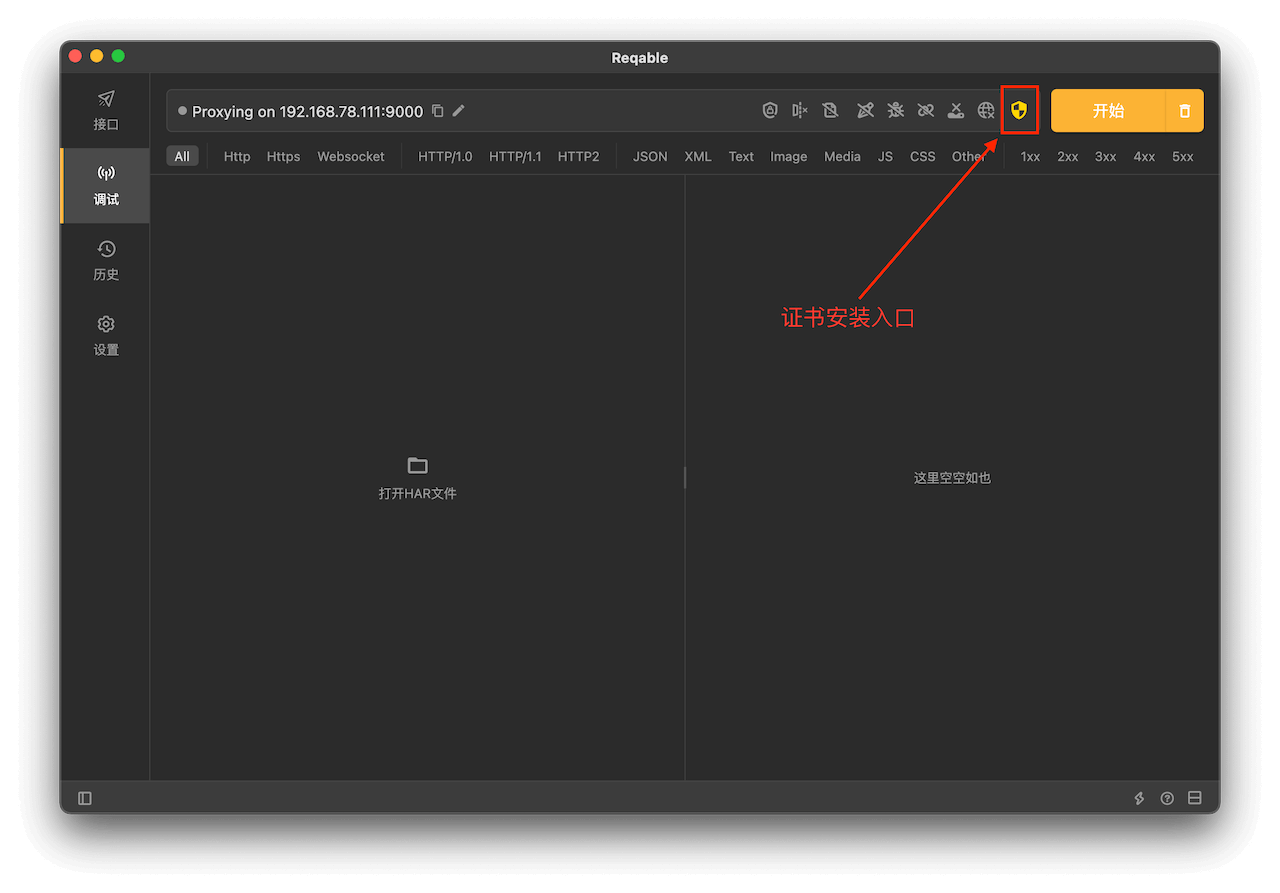 Reqable
接口
Proxying on 192.168.78.111:9000
开始
All Http Https Websocket HTTP/1.0 HTTP/1.1 HTTP2 JSON XML Text Image Media JS CSS Other 1xx 2xx 3xx 4xx 5xx
调试
历史
设置
证书安装入口
打开HAR文件
这里空空如也